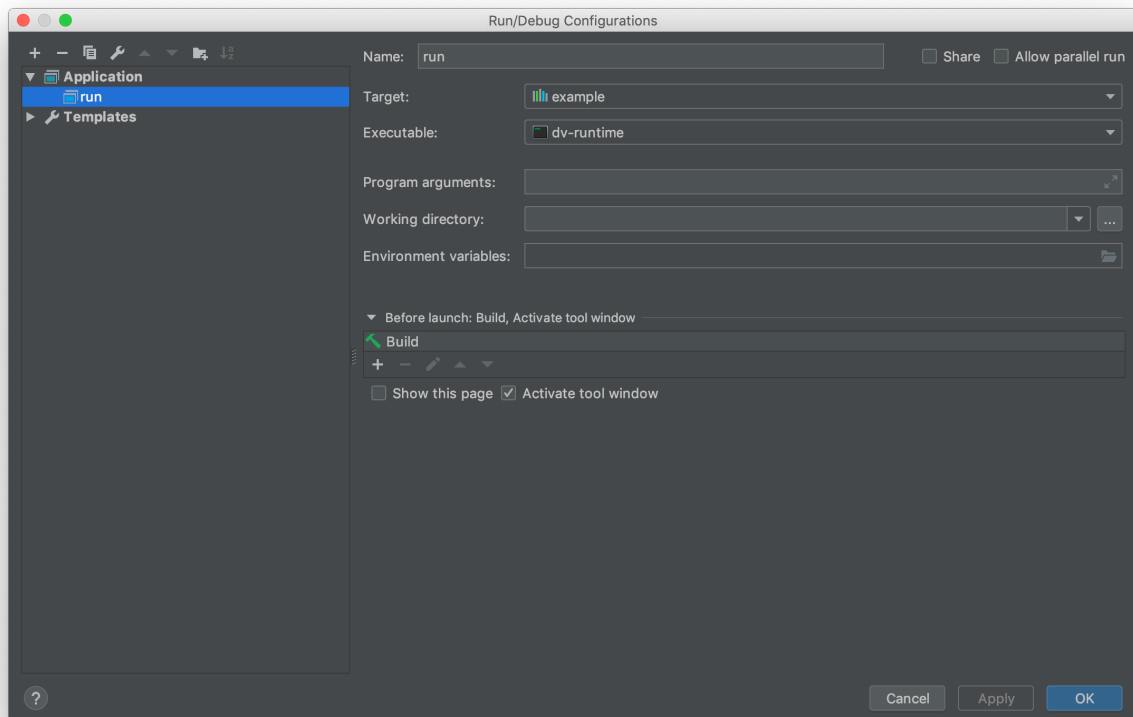 Run/Debug Configurations
Application
run
Templates
Name: run Share Allow parallel run
Target: example
Executable: dv-runtime
Program arguments:
Working directory: ...
Environment variables:
Before launch: Build, Activate tool window
Build
Show this page Activate tool window
? Cancel Apply OK